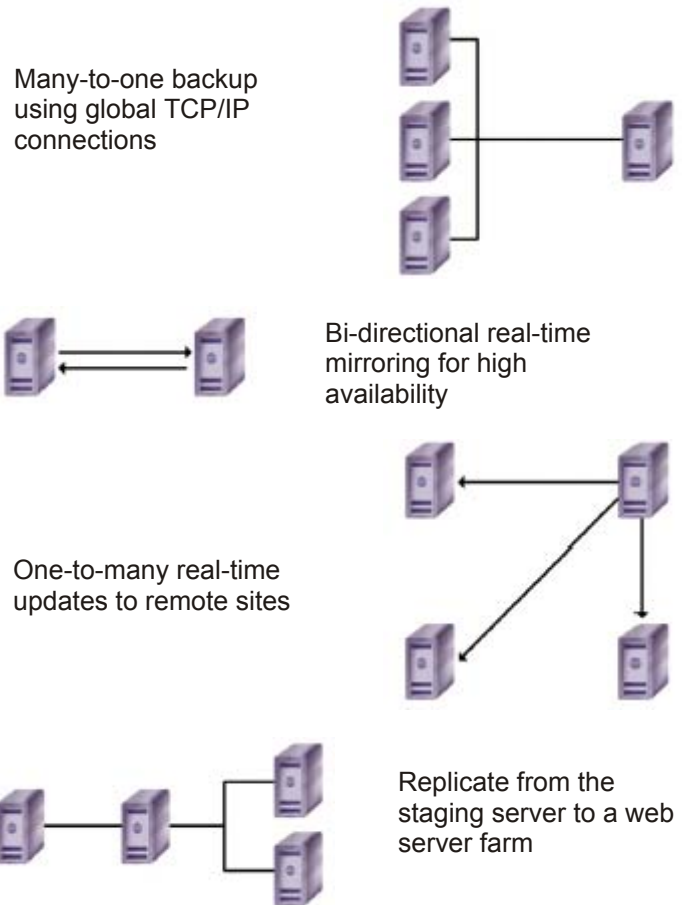 Many-to-one backup
using global TCP/IP
connections
Bi-directional real-time
mirroring for high
availability
One-to-many real-time
updates to remote sites
Replicate from the
staging server to a web
server farm